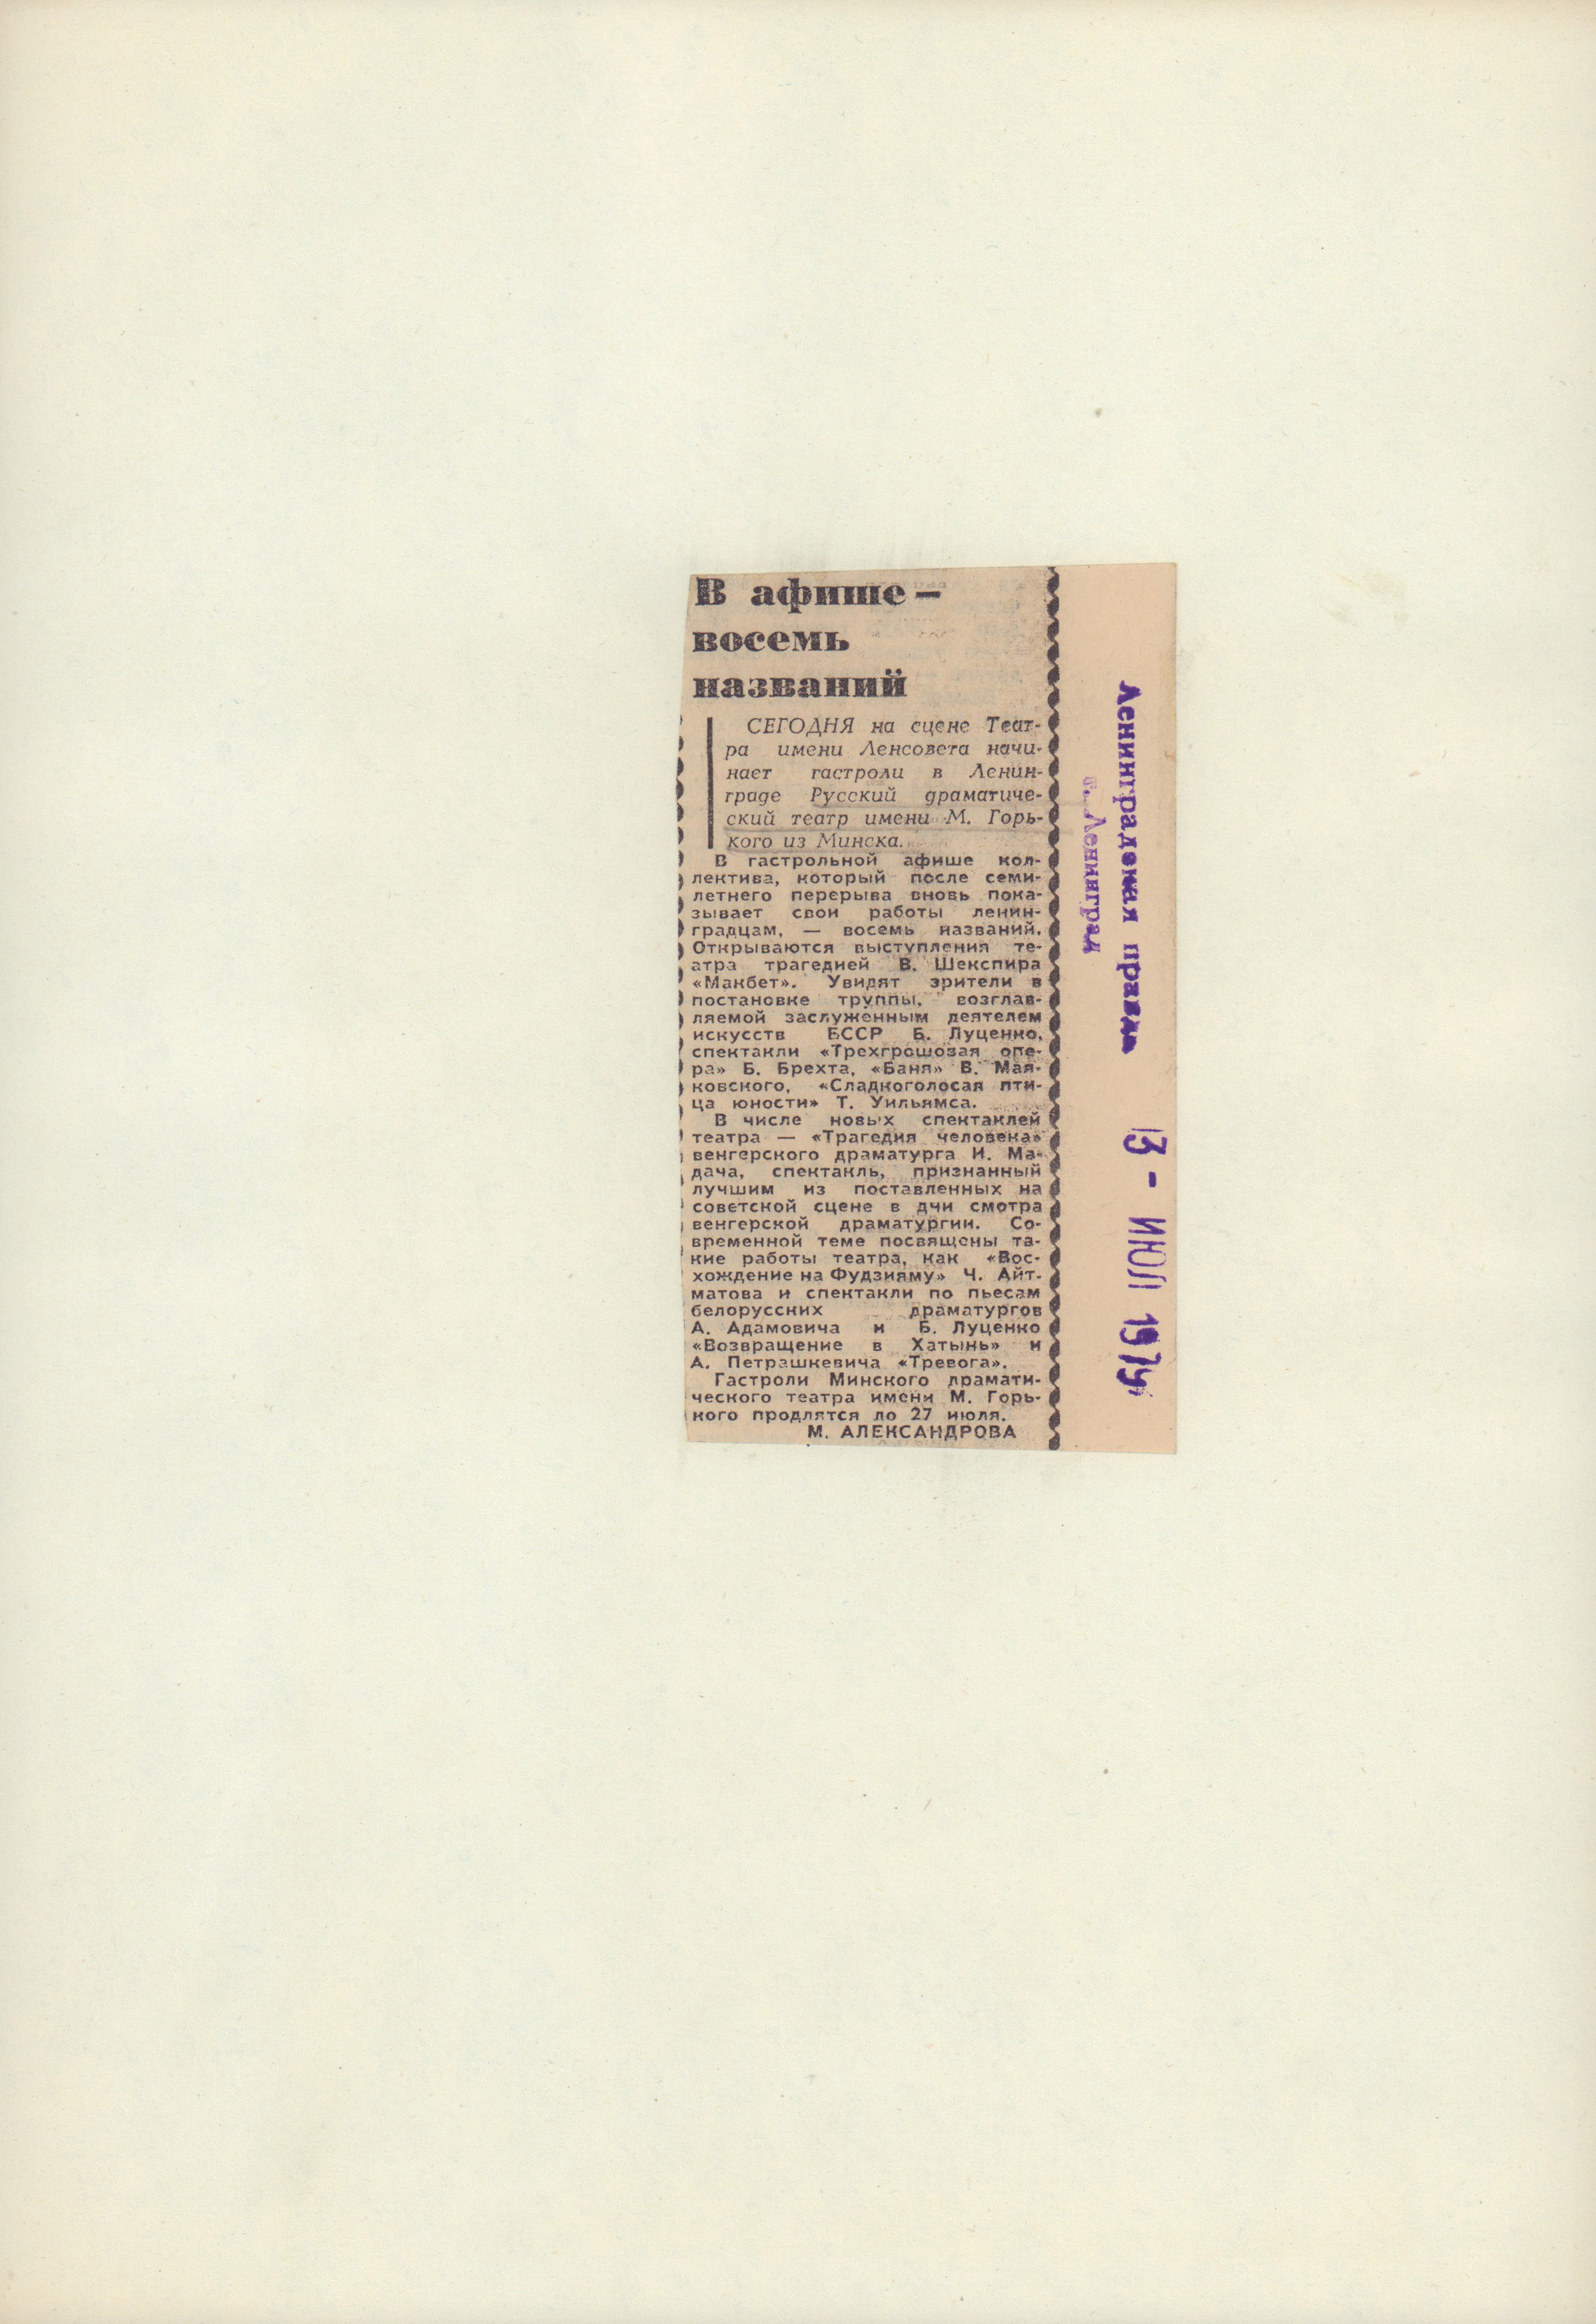 В афише —
восемь
названий
СЕГОДНЯ на сцене Теат-
ра имени Ленсовета начи-
нает гастроли в Ленин-
граде Русский драматиче-
ский театр имени М. Горь-
кого из Минска.
В гастрольной афише кол-
лектива, который после семи-
летнего перерыва вновь пока-
зывает свои работы ленин-
градцам, — восемь названий.
Открываются выступления те-
атра трагедией В. Шекспира
«Макбет». Увидят зрители в
постановке труппы, возглав-
ляемой заслуженным деятелем
искусств БССР Б. Луценко,
спектакли «Трехгрошовая опе-
ра» Б. Брехта, «Баня» В. Мая-
ковского, «Сладкоголосая пти-
ца юности» Т. Уильямса.
В числе новых спектаклей
театра — «Трагедия человека»
венгерского драматурга И. Ма-
дача, спектакль, признанный
лучшим из поставленных на
советской сцене в дчи смотра
венгерской драматургии. Со-
временной теме посвящены та-
кие работы театра, как «Вос-
хождение на Фудзияму» Ч. Айт-
матова и спектакли по пьесам
белорусских драматургов
А. Адамовича и Б. Луценко
«Возвращение в Хатынь» и
А. Петрашкевича «Тревога».
Гастроли Минского драмати-
ческого театра имени М. Горь-
кого продлятся до 27 июля.
М. АЛЕКСАНДРОВА
Ленинградская правда 13 - ИЮЛ 1979
г. Ленинград